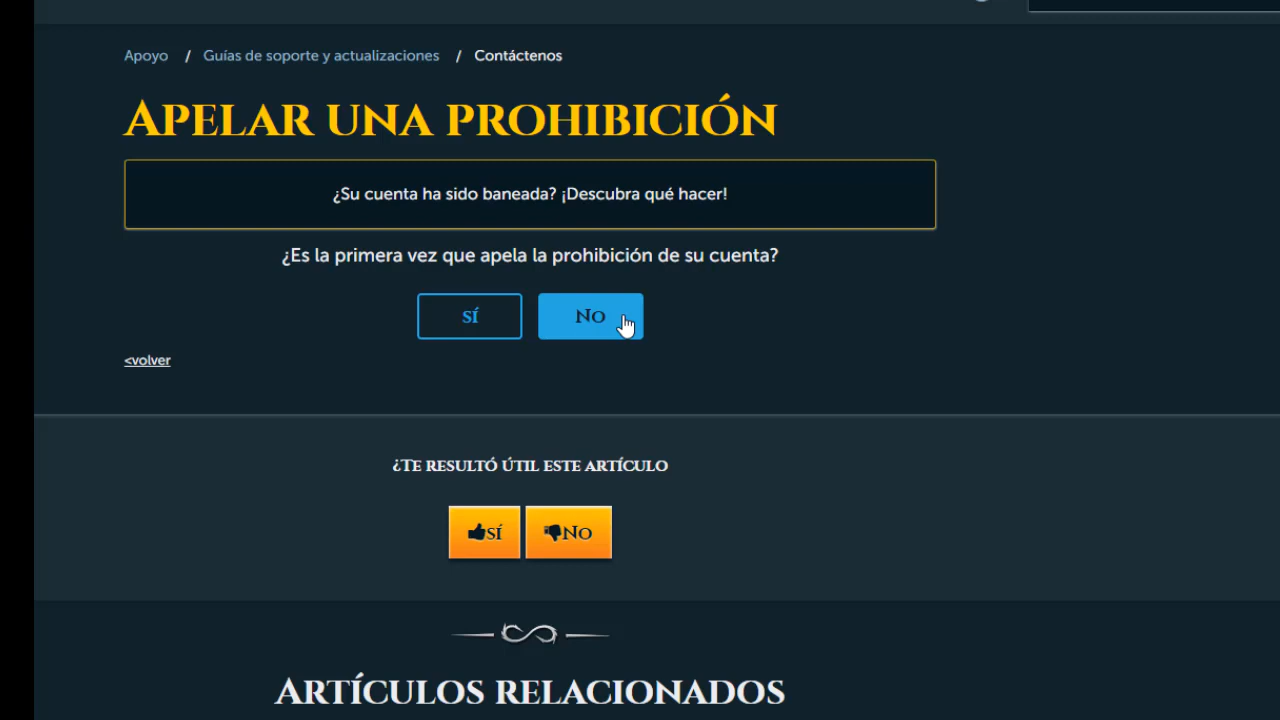 Apoyo / Guías de soporte y actualizaciones / Contáctenos
Apelar una prohibición
¿Su cuenta ha sido baneada? ¡Descubra qué hacer!
¿Es la primera vez que apela la prohibición de su cuenta?
SÍ No
<volver
¿Te resultó útil este artículo
SÍ No
Artículos relacionados